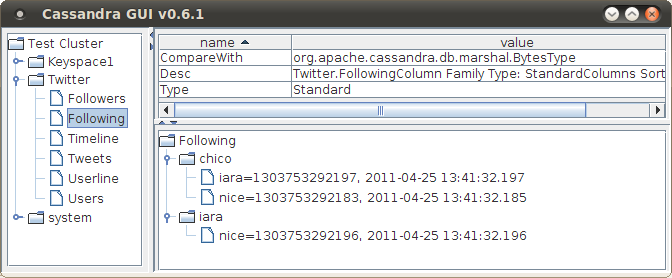 Cassandra GUI v0.6.1
Test Cluster
Keyspace1
Twitter
Followers
Following
Timeline
Tweets
Userline
Users
system
name value
CompareWith org.apache.cassandra.db.marshal.BytesType
Desc Twitter.FollowingColumn Family Type: StandardColumns Sort
Type Standard
Following
chico
iara=1303753292197, 2011-04-25 13:41:32.197
nice=1303753292183, 2011-04-25 13:41:32.185
iara
nice=1303753292196, 2011-04-25 13:41:32.196